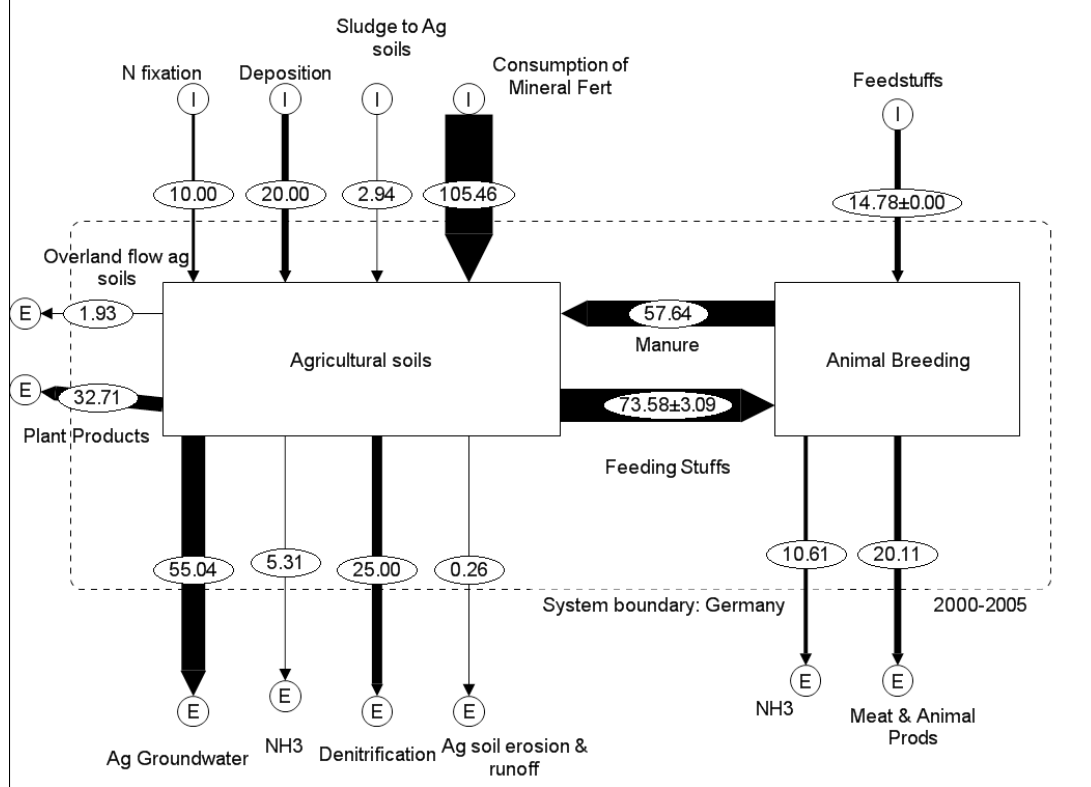 Sludge to Ag
soils
Consumption of
Mineral Fert
N fixation
Deposition
Feedstuffs
I
I
I
I
I
10.00
20.00
2.94
105.46
14.78±0.00
Overland flow ag
soils
E
1.93
57.64
Manure
Agricultural soils
Animal Breeding
E
32.71
73.58±3.09
Plant Products
Feeding Stuffs
55.04
5.31
25.00
0.26
10.61
20.11
System boundary: Germany
2000-2005
E
E
E
E
E
E
Ag Groundwater
NH3
Denitrification
Ag soil erosion &
runoff
NH3
Meat & Animal
Prods